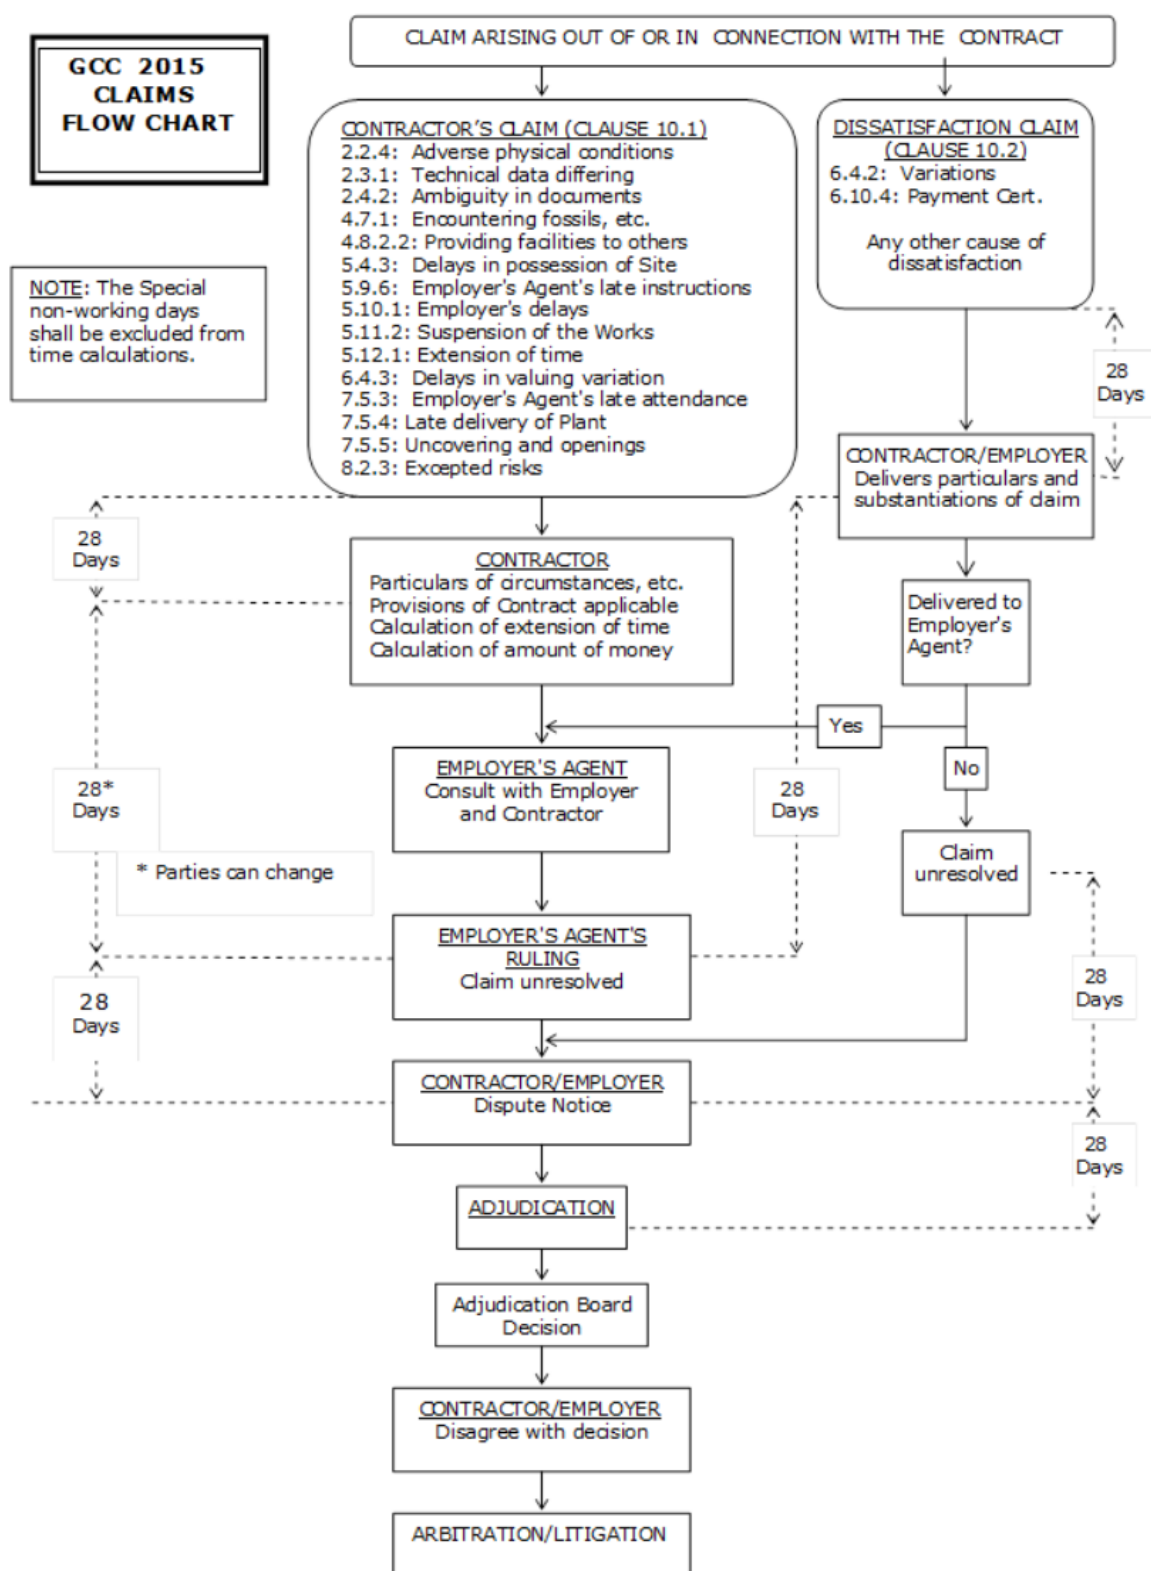 GCC 2015
CLAIMS
FLOW CHART
CLAIM ARISING OUT OF OR IN CONNECTION WITH THE CONTRACT
NOTE: The Special
non-working days
shall be excluded from
time calculations.
CONTRACTOR'S CLAIM (CLAUSE 10.1)
2.2.4: Adverse physical conditions
2.3.1: Technical data differing
2.4.2: Ambiguity in documents
4.7.1: Encountering fossils, etc.
4.8.2.2: Providing facilities to others
5.4.3: Delays in possession of Site
5.9.6: Employer's Agent's late instructions
5.10.1: Employer's delays
5.11.2: Suspension of the Works
5.12.1: Extension of time
6.4.3: Delays in valuing variation
7.5.3: Employer's Agent's late attendance
7.5.4: Late delivery of Plant
7.5.5: Uncovering and openings
8.2.3: Excepted risks
DISSATISFACTION CLAIM
(CLAUSE 10.2)
6.4.2: Variations
6.10.4: Payment Cert.
Any other cause of
dissatisfaction
28
Days
CONTRACTOR/EMPLOYER
Delivers particulars and
substantiations of claim
28
Days
CONTRACTOR
Particulars of circumstances, etc.
Provisions of Contract applicable
Calculation of extension of time
Calculation of amount of money
Delivered to
Employer's
Agent?
Yes
No
EMPLOYER'S AGENT
Consult with Employer
and Contractor
28*
Days
28
Days
* Parties can change
Claim
unresolved
EMPLOYER'S AGENT'S
RULING
Claim unresolved
28
Days
28
Days
CONTRACTOR/EMPLOYER
Dispute Notice
28
Days
ADJUDICATION
Adjudication Board
Decision
CONTRACTOR/EMPLOYER
Disagree with decision
ARBITRATION/LITIGATION